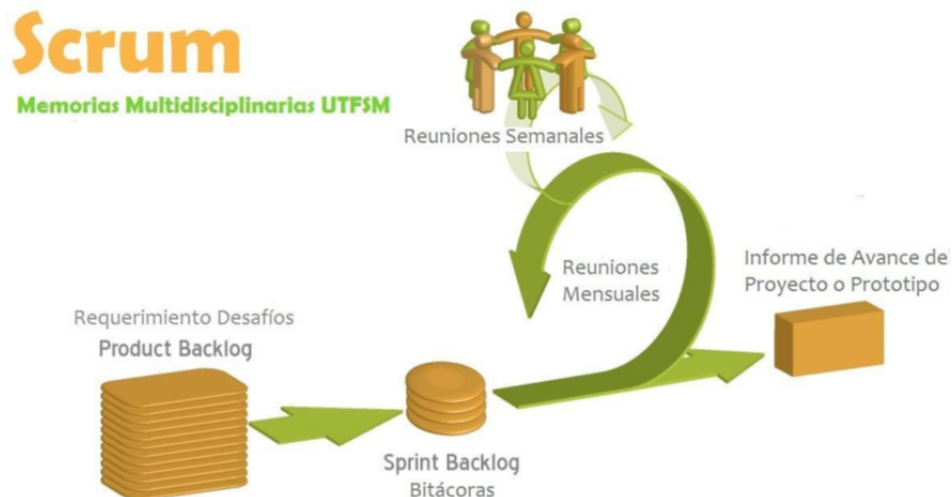 Scrum
Memorias Multidisciplinarias UTFSM
Reuniones Semanales
Reuniones
Mensuales
Informe de Avance de
Proyecto o Prototipo
Requerimiento Desafíos
Product Backlog
Sprint Backlog
Bitácoras